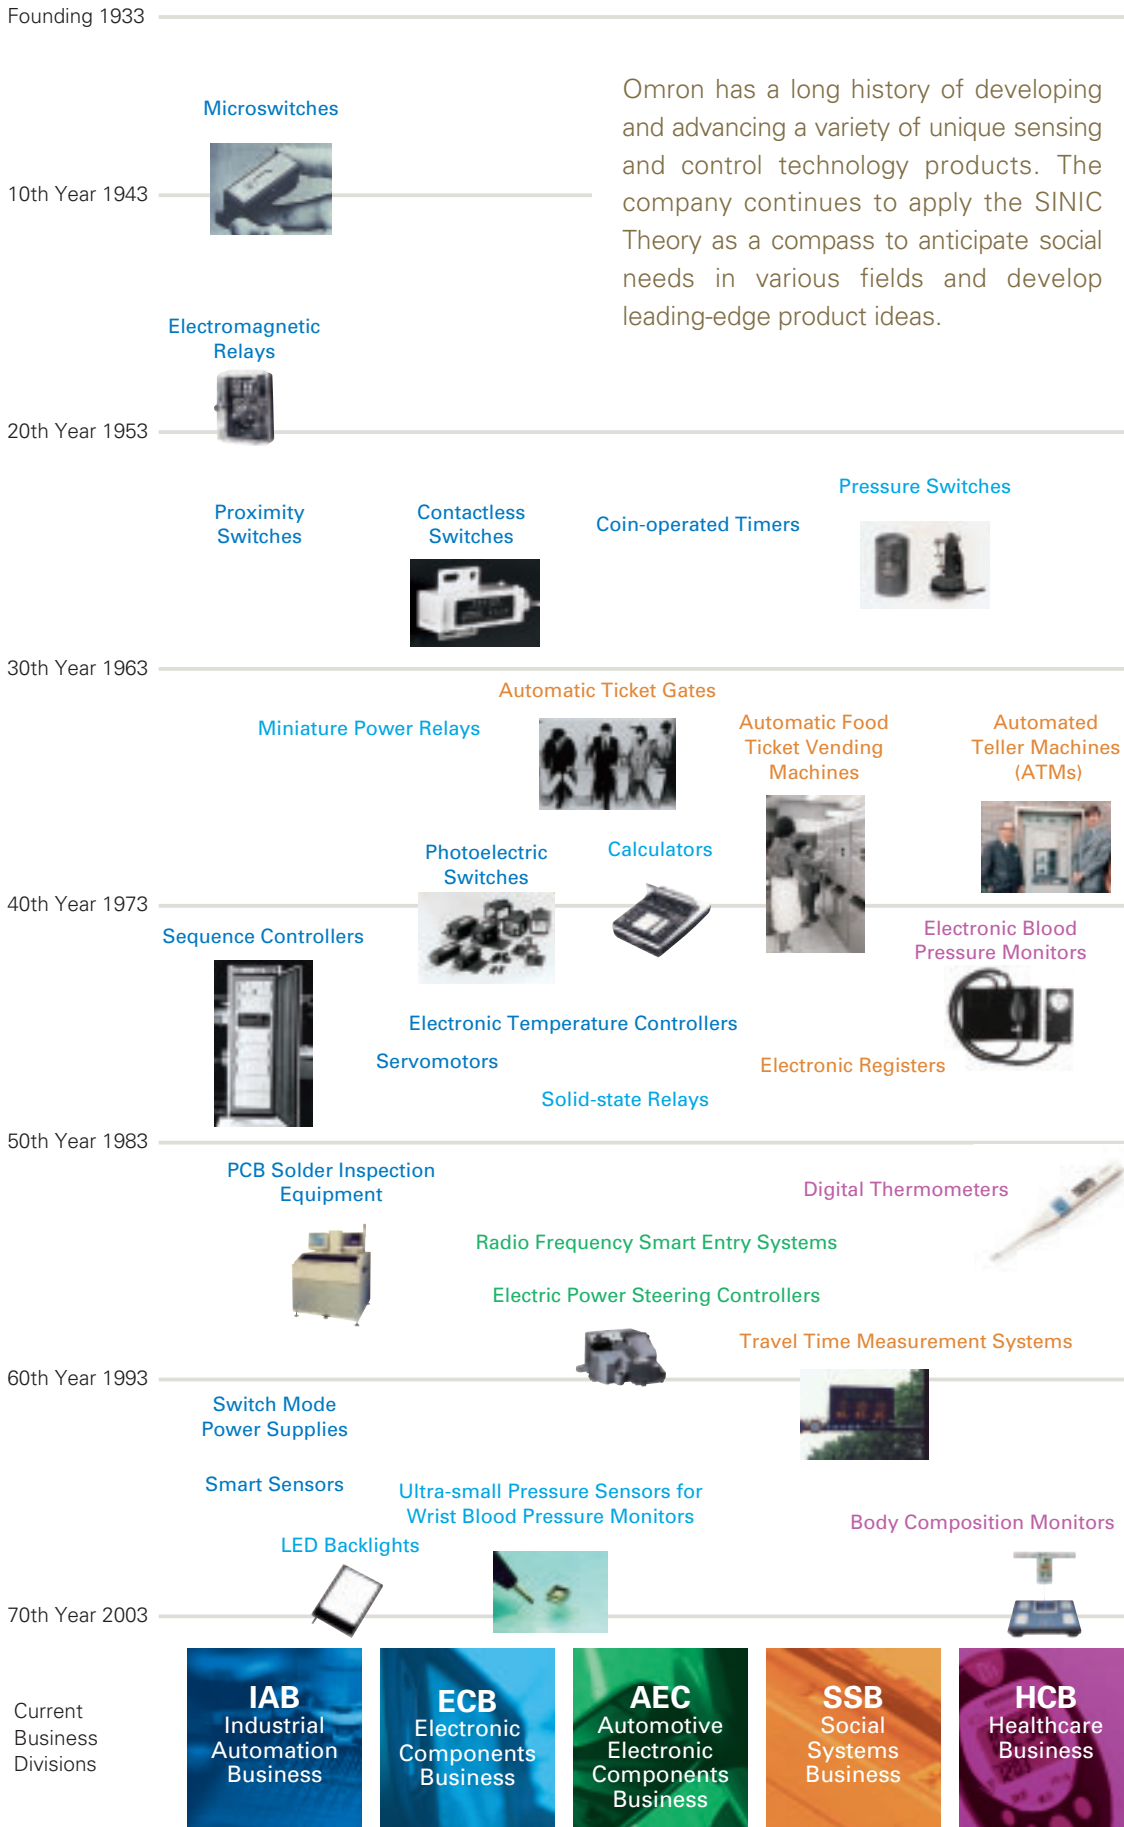 Founding 1933
Microswitches
Omron has a long history of developing
and advancing a variety of unique sensing
and control technology products. The
company continues to apply the SINIC
Theory as a compass to anticipate social
needs in various fields and develop
leading-edge product ideas.
10th Year 1943
Electromagnetic
Relays
20th Year 1953
Proximity
Switches
Contactless
Switches
Coin-operated Timers
Pressure Switches
30th Year 1963
Automatic Ticket Gates
Miniature Power Relays
Automatic Food
Ticket Vending
Machines
Automated
Teller Machines
(ATMs)
Photoelectric
Switches
Calculators
40th Year 1973
Sequence Controllers
Electronic Blood
Pressure Monitors
Electronic Temperature Controllers
Servomotors
Electronic Registers
Solid-state Relays
50th Year 1983
PCB Solder Inspection
Equipment
Digital Thermometers
Radio Frequency Smart Entry Systems
Electric Power Steering Controllers
Travel Time Measurement Systems
60th Year 1993
Switch Mode
Power Supplies
Smart Sensors
Ultra-small Pressure Sensors for
Wrist Blood Pressure Monitors
Body Composition Monitors
LED Backlights
70th Year 2003
Current
Business
Divisions
IAB
Industrial
Automation
Business
ECB
Electronic
Components
Business
AEC
Automotive
Electronic
Components
Business
SSB
Social
Systems
Business
HCB
Healthcare
Business